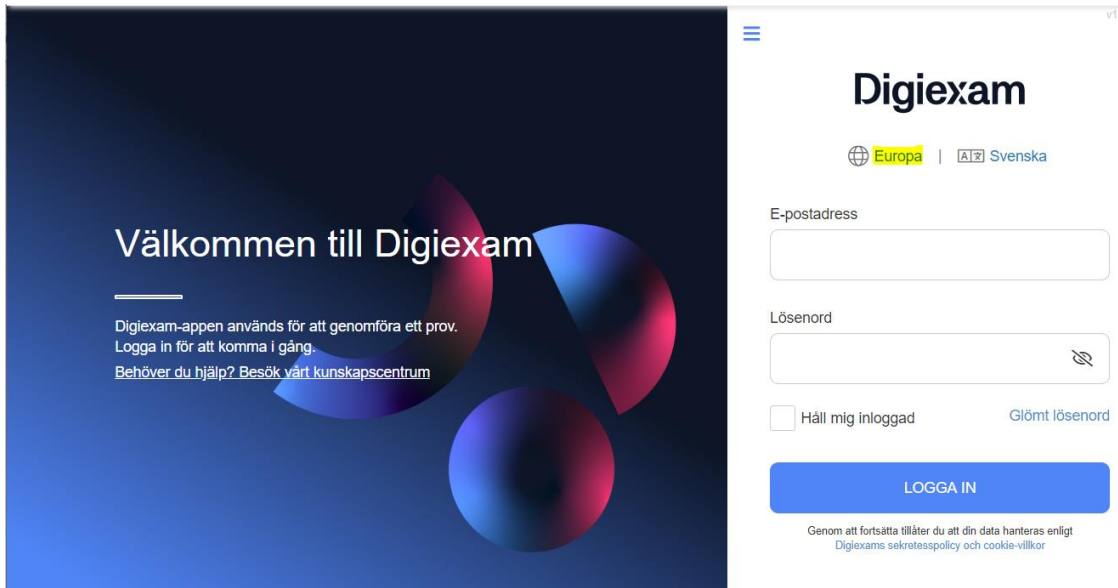 Välkommen till Digiexam
Digiexam-appen används för att genomföra ett prov.
Logga in för att komma i gång.
Behöver du hjälp? Besök vårt kunskapscentrum
v1
Digiexam
Europa | Svenska
E-postadress
Lösenord
Håll mig inloggad
Glömt lösenord
LOGGA IN
Genom att fortsätta tillåter du att din data hanteras enligt
Digiexams sekretesspolicy och cookie-villkor